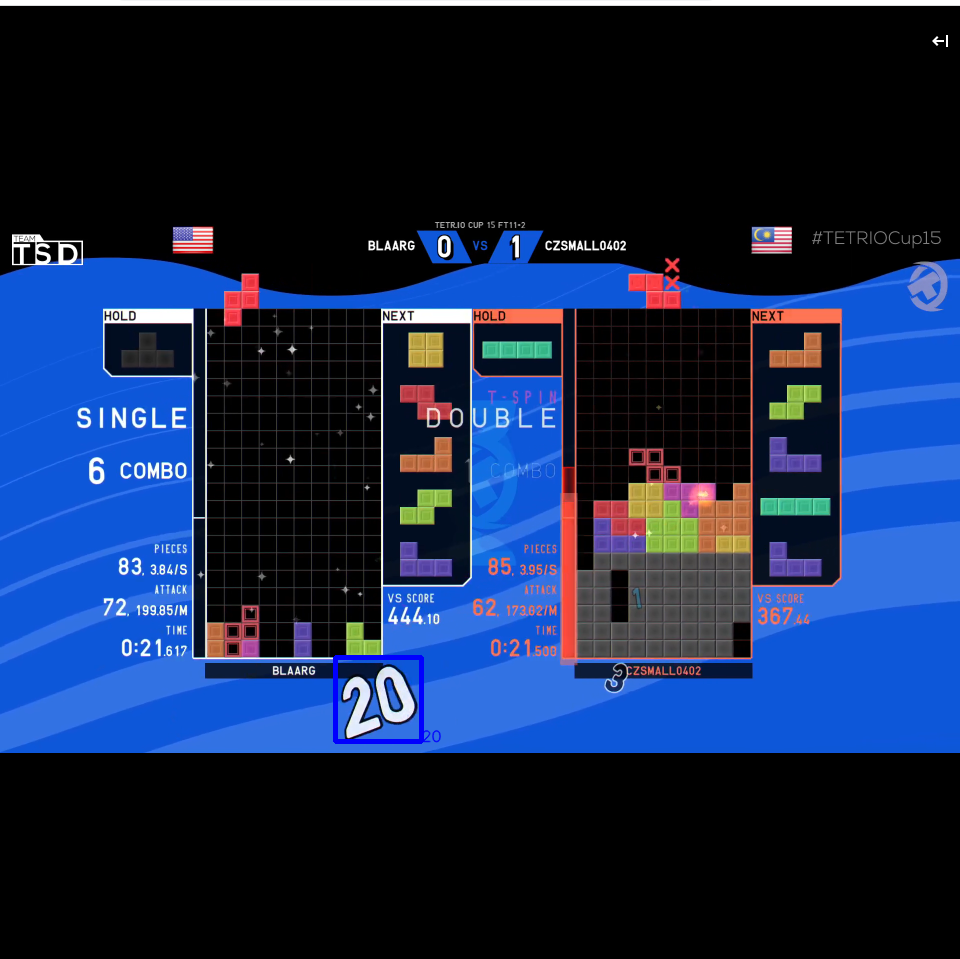 TETR.IO CUP 15 FT11-2
TEAM
TSD
BLAARG 0 VS 1 CZSMALL0402
#TETRIOCup15
HOLD
NEXT
HOLD
NEXT
SINGLE
6 COMBO
T-SPIN
DOUBLE
1 COMBO
PIECES
83, 3.84/S
ATTACK
72, 199.85/M
TIME
0:21.617
VS SCORE
444.10
PIECES
85, 3.95/S
ATTACK
62, 173.02/M
TIME
0:21.500
VS SCORE
367.44
1
BLAARG
CZSMALL0402
3
20
20